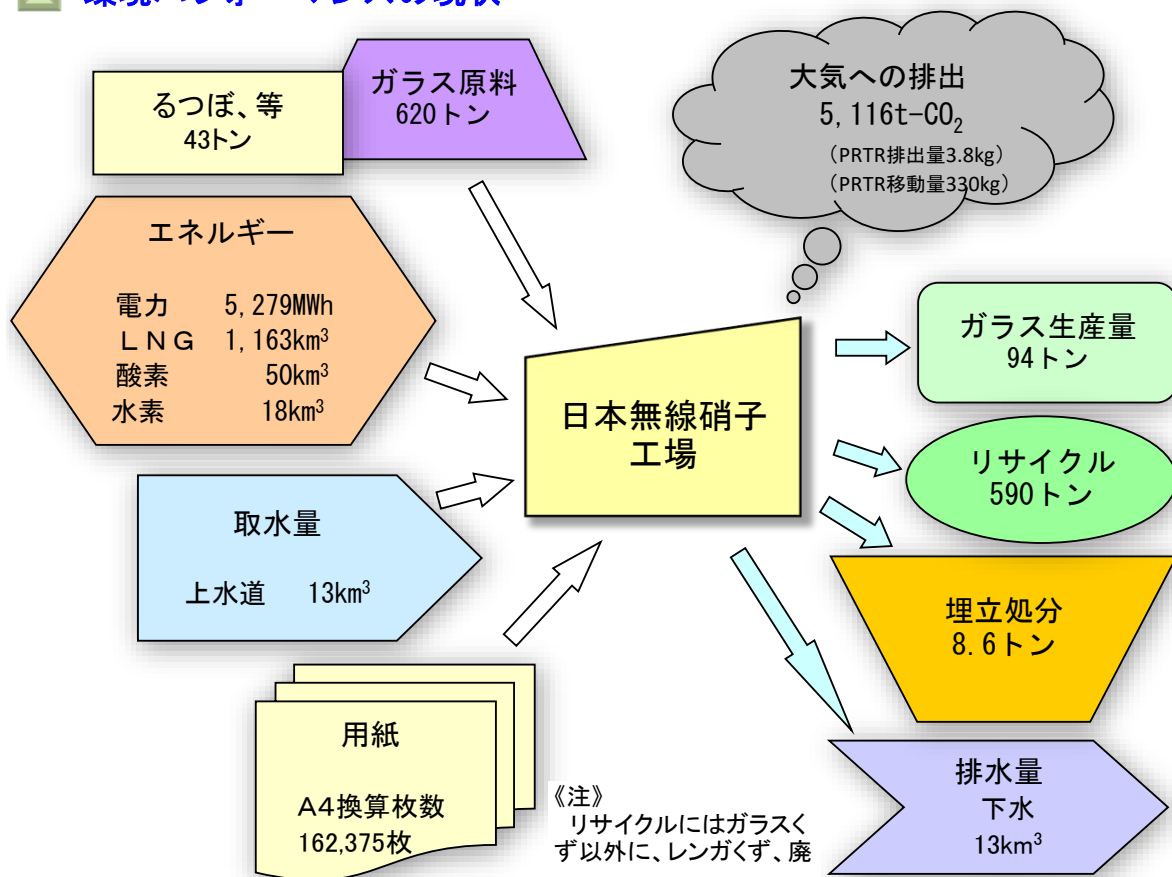 るつぼ、等
43トン
ガラス原料
620トン
大気への排出
5,116t-CO₂
（PRTR排出量3.8kg）
（PRTR移動量330kg）
エネルギー
電力 5,279MWh
ＬＮＧ 1,163km³
酸素 50km³
水素 18km³
日本無線硝子
工場
ガラス生産量
94トン
リサイクル
590トン
取水量
上水道 13km³
埋立処分
8.6トン
用紙
Ａ４換算枚数
162,375枚
《注》
リサイクルにはガラスく
ず以外に、レンガくず、廃
排水量
下水
13km³